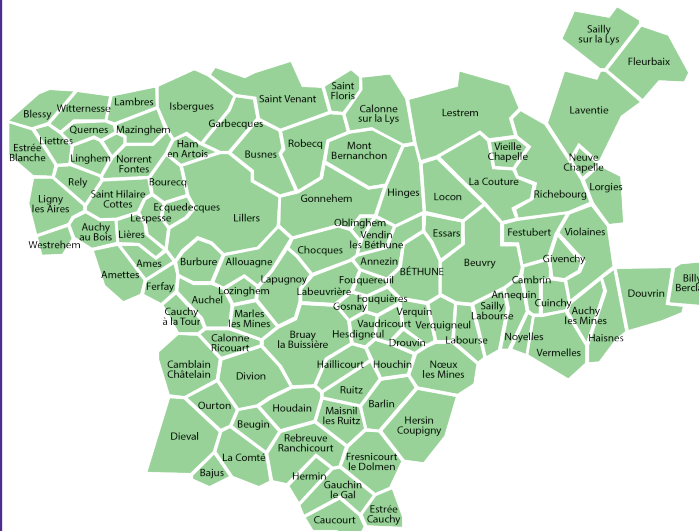 Sailly
sur la Lys
Fleurbaix
Blessy
Witternesse
Lambres
Isbergues
Saint Venant
Saint
Floris
Calonne
sur la Lys
Lestrem
Laventie
Liettres
Quernes
Mazinghem
Garbecques
Estrée
Blanche
Linghem
Norrent
Fontes
Ham
en Artois
Busnes
Robecq
Mont
Bernanchon
Vieille
Chapelle
Neuve
Chapelle
Rely
Bourecq
La Couture
Richebourg
Lorgies
Ligny
les Aires
Saint Hilaire
Cottes
Ecquedecques
Lillers
Gonnehem
Hinges
Locon
Lespesse
Auchy
au Bois
Lières
Oblinghem
Vendin
les Béthune
Essars
Festubert
Violaines
Westrehem
Chocques
Ames
Burbure
Allouagne
Annezin
BÉTHUNE
Beuvry
Givenchy
Amettes
Ferfay
Lapugnoy
Fouquereuil
Cambrin
Billy
Bercla
Lozinghem
Labeuvrière
Annequin
Douvrin
Auchel
Gosnay
Fouquières
Cuinchy
Cauchy
à la Tour
Marles
les Mines
Verquin
Sailly
Labourse
Auchy
les Mines
Vaudricourt
Verquigneul
Hesdigneul
Calonne
Ricouart
Bruay
la Buissière
Drouvin
Labourse
Noyelles
Haisnes
Vermelles
Camblain
Châtelain
Haillicourt
Houchin
Nœux
les Mines
Divion
Ruitz
Ourton
Houdain
Maisnil
les Ruitz
Barlin
Beugin
Hersin
Coupigny
Dieval
Rebreuve
Ranchicourt
La Comté
Fresnicourt
le Dolmen
Bajus
Hermin
Gauchin
le Gal
Caucourt
Estrée
Cauchy